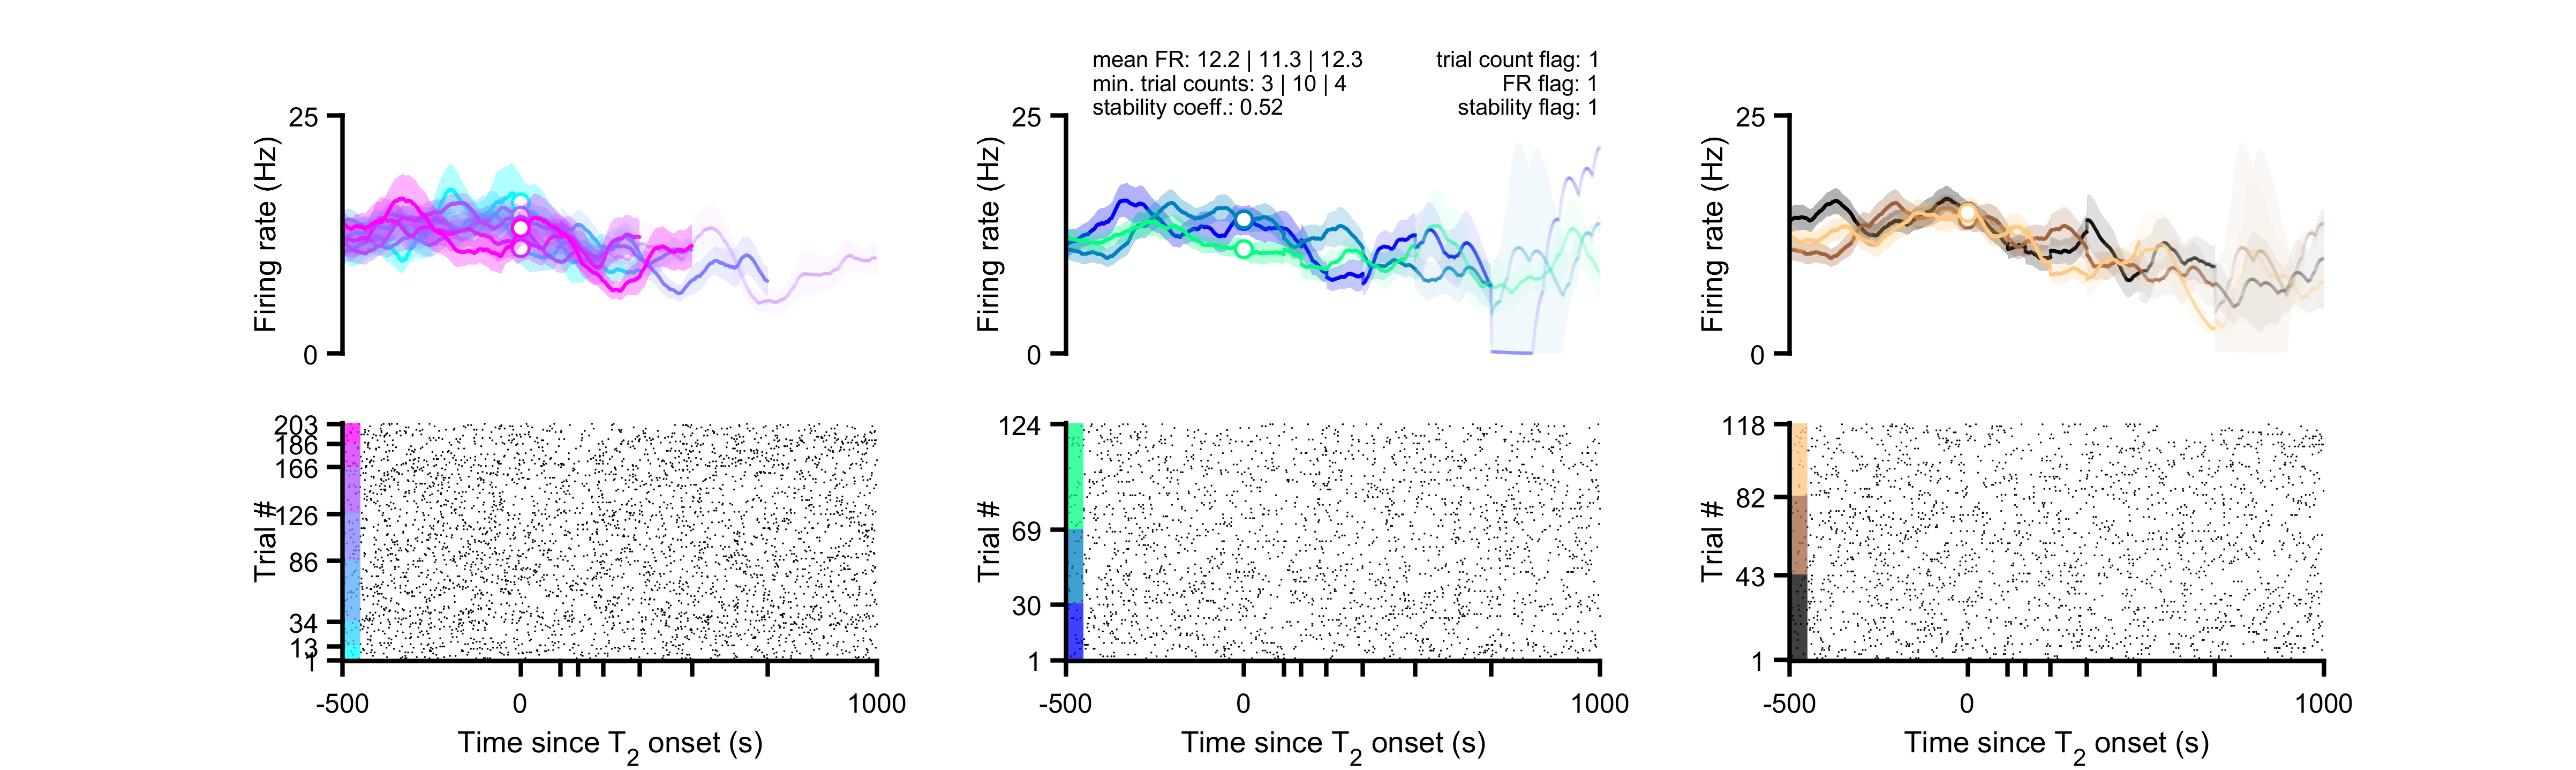 mean FR: 12.2 | 11.3 | 12.3
trial count flag: 1
min. trial counts: 3 | 10 | 4
FR flag: 1
stability coeff.: 0.52
stability flag: 1
25
Firing rate (Hz)
0
25
Firing rate (Hz)
0
25
Firing rate (Hz)
0
203
186
166
126
86
34
13
1
Trial #
-500
0
1000
Time since T2 onset (s)
124
69
30
1
Trial #
-500
0
1000
Time since T2 onset (s)
118
82
43
1
Trial #
-500
0
1000
Time since T2 onset (s)